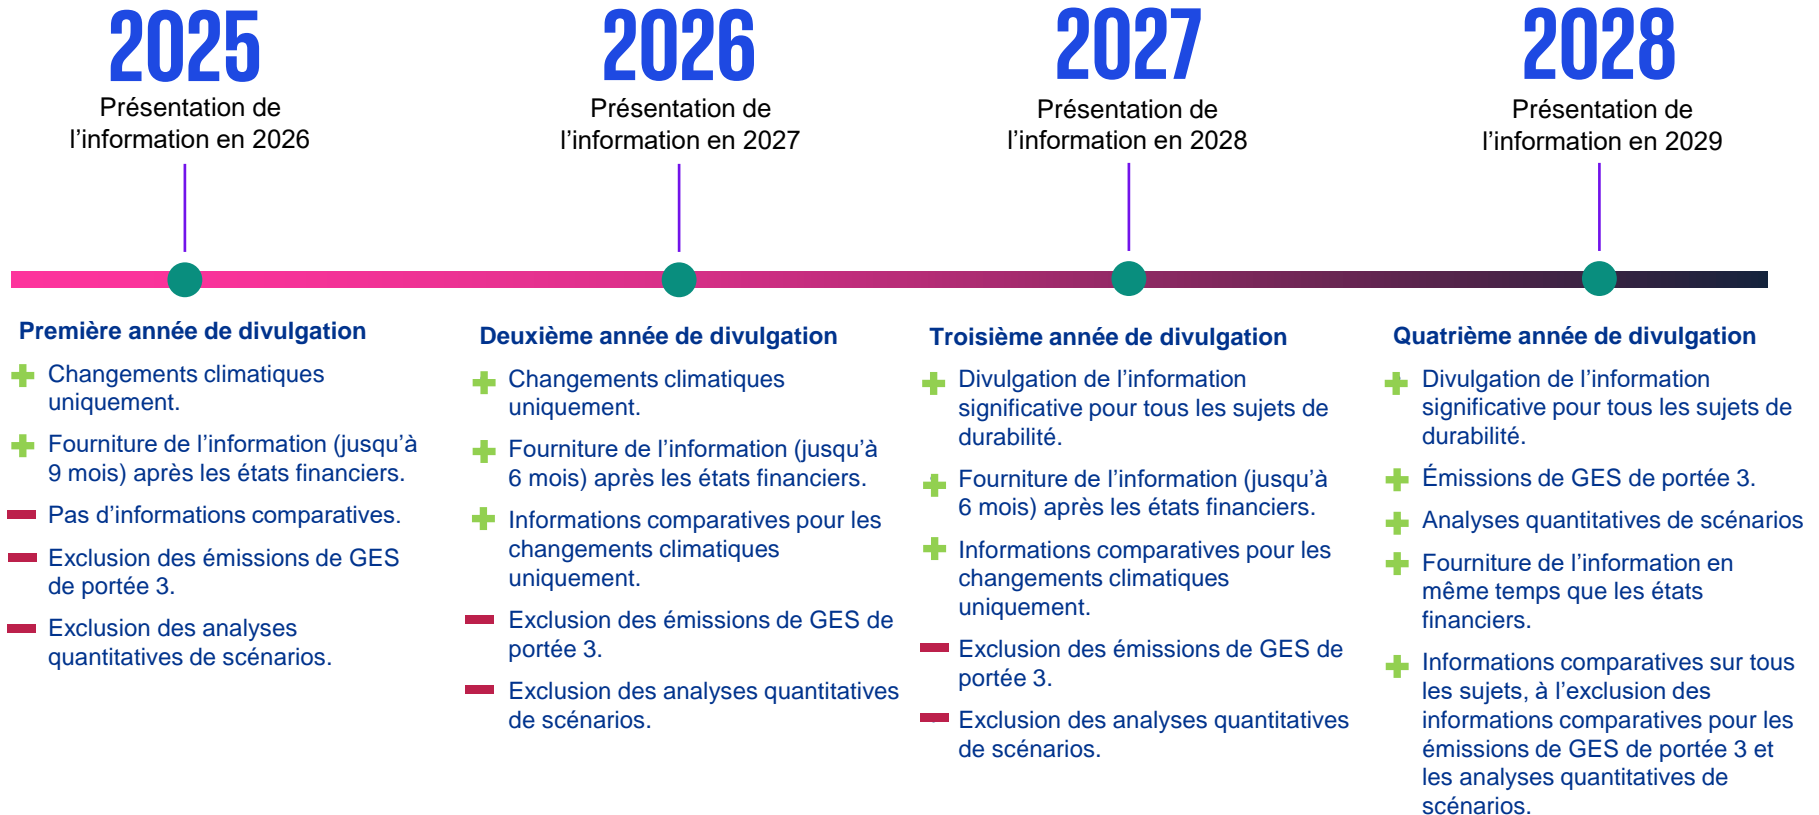 2025
Présentation de
l’information en 2026
Première année de divulgation
Changements climatiques
uniquement.
Fourniture de l’information (jusqu’à
9 mois) après les états financiers.
Pas d’informations comparatives.
Exclusion des émissions de GES
de portée 3.
Exclusion des analyses
quantitatives de scénarios.
2026
Présentation de
l’information en 2027
Deuxième année de divulgation
Changements climatiques
uniquement.
Fourniture de l’information (jusqu’à
6 mois) après les états financiers.
Informations comparatives pour les
changements climatiques
uniquement.
Exclusion des émissions de GES de
portée 3.
Exclusion des analyses quantitatives
de scénarios.
2027
Présentation de
l’information en 2028
Troisième année de divulgation
Divulgation de l’information
significative pour tous les sujets de
durabilité.
Fourniture de l’information (jusqu’à
6 mois) après les états financiers.
Informations comparatives pour les
changements climatiques
uniquement.
Exclusion des émissions de GES de
portée 3.
Exclusion des analyses quantitatives
de scénarios.
2028
Présentation de
l’information en 2029
Quatrième année de divulgation
Divulgation de l’information
significative pour tous les sujets de
durabilité.
Émissions de GES de portée 3.
Analyses quantitatives de scénarios
Fourniture de l’information en
même temps que les états
financiers.
Informations comparatives sur tous
les sujets, à l’exclusion des
informations comparatives pour les
émissions de GES de portée 3 et
les analyses quantitatives de
scénarios.